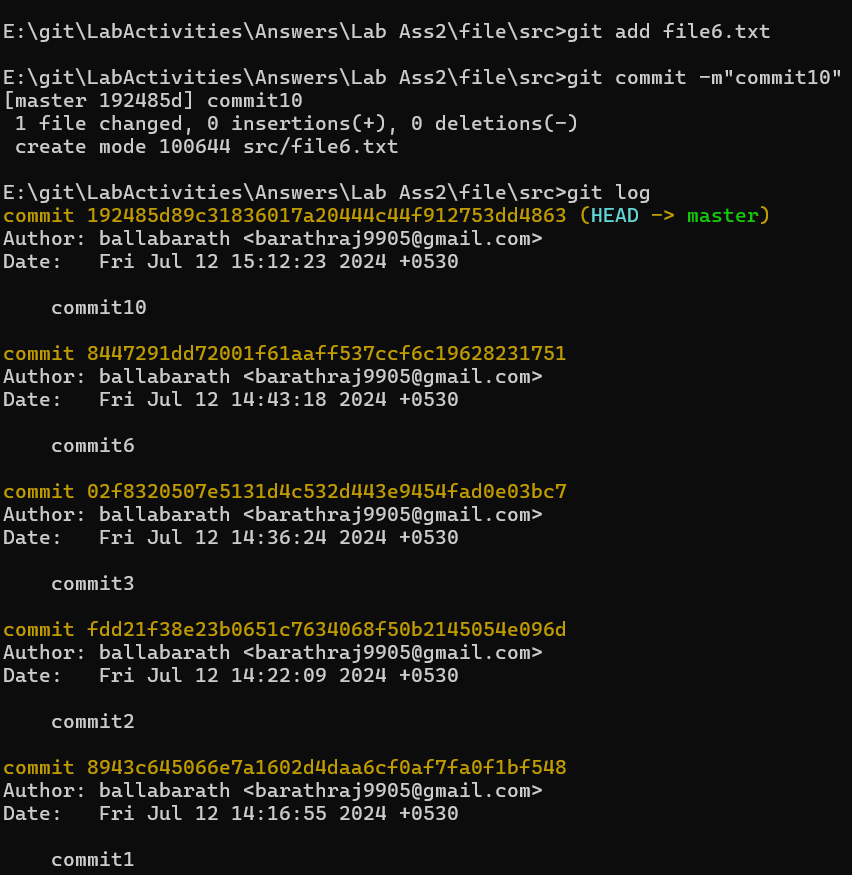 E:\git\LabActivities\Answers\Lab Ass2\file\src>git add file6.txt
E:\git\LabActivities\Answers\Lab Ass2\file\src>git commit -m"commit10"
[master 192485d] commit10
 1 file changed, 0 insertions(+), 0 deletions(-)
 create mode 100644 src/file6.txt
E:\git\LabActivities\Answers\Lab Ass2\file\src>git log
commit 192485d89c31836017a20444c44f912753dd4863 (HEAD -> master)
Author: ballabarath <barathraj9905@gmail.com>
Date:   Fri Jul 12 15:12:23 2024 +0530
    commit10
commit 8447291dd72001f61aaff537ccf6c19628231751
Author: ballabarath <barathraj9905@gmail.com>
Date:   Fri Jul 12 14:43:18 2024 +0530
    commit6
commit 02f8320507e5131d4c532d443e9454fad0e03bc7
Author: ballabarath <barathraj9905@gmail.com>
Date:   Fri Jul 12 14:36:24 2024 +0530
    commit3
commit fdd21f38e23b0651c7634068f50b2145054e096d
Author: ballabarath <barathraj9905@gmail.com>
Date:   Fri Jul 12 14:22:09 2024 +0530
    commit2
commit 8943c645066e7a1602d4daa6cf0af7fa0f1bf548
Author: ballabarath <barathraj9905@gmail.com>
Date:   Fri Jul 12 14:16:55 2024 +0530
    commit1